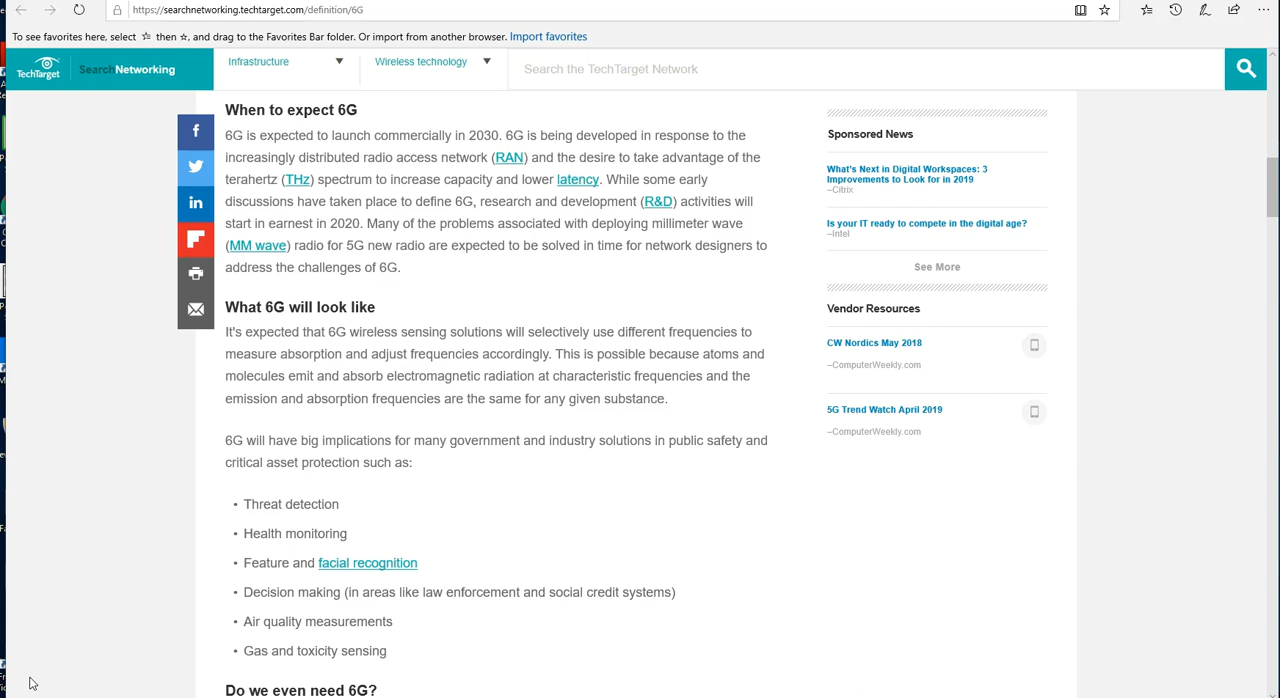 https://searchnetworking.techtarget.com/definition/6G
To see favorites here, select ☆ then ☆, and drag to the Favorites Bar folder. Or import from another browser. Import favorites
TechTarget
SearchNetworking
Infrastructure
Wireless technology
Search the TechTarget Network
When to expect 6G
6G is expected to launch commercially in 2030. 6G is being developed in response to the
increasingly distributed radio access network (RAN) and the desire to take advantage of the
terahertz (THz) spectrum to increase capacity and lower latency. While some early
discussions have taken place to define 6G, research and development (R&D) activities will
start in earnest in 2020. Many of the problems associated with deploying millimeter wave
(MM wave) radio for 5G new radio are expected to be solved in time for network designers to
address the challenges of 6G.
What 6G will look like
It's expected that 6G wireless sensing solutions will selectively use different frequencies to
measure absorption and adjust frequencies accordingly. This is possible because atoms and
molecules emit and absorb electromagnetic radiation at characteristic frequencies and the
emission and absorption frequencies are the same for any given substance.
6G will have big implications for many government and industry solutions in public safety and
critical asset protection such as:
• Threat detection
• Health monitoring
• Feature and facial recognition
• Decision making (in areas like law enforcement and social credit systems)
• Air quality measurements
• Gas and toxicity sensing
Do we even need 6G?
Sponsored News
What's Next in Digital Workspaces: 3
Improvements to Look for in 2019
–Citrix
Is your IT ready to compete in the digital age?
–Intel
See More
Vendor Resources
CW Nordics May 2018
–ComputerWeekly.com
5G Trend Watch April 2019
–ComputerWeekly.com